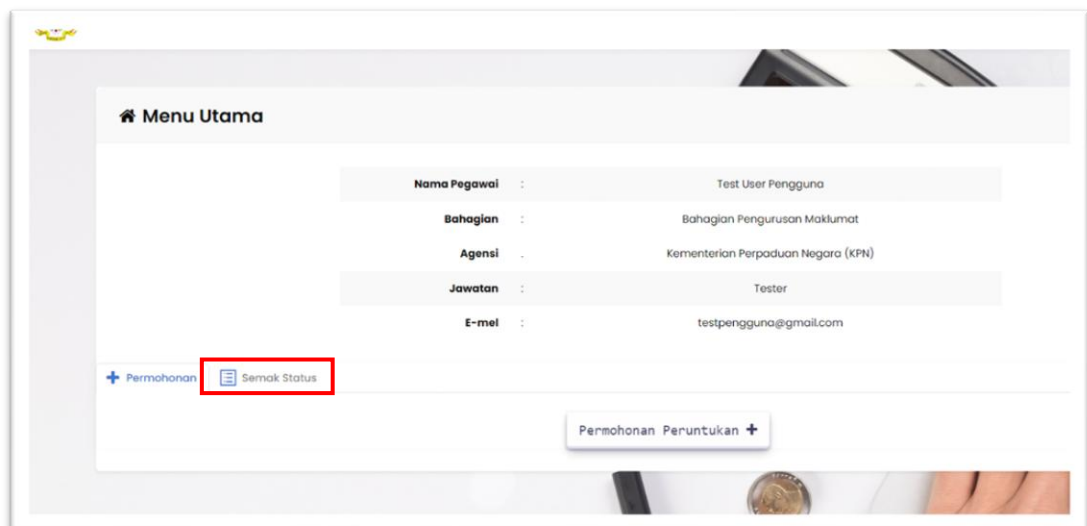 Menu Utama
Nama Pegawai : Test User Pengguna
Bahagian : Bahagian Pengurusan Maklumat
Agensi . Kementerian Perpaduan Negara (KPN)
Jawatan : Tester
E-mel : testpengguna@gmail.com
Permohonan Semak Status
Permohonan Peruntukan +